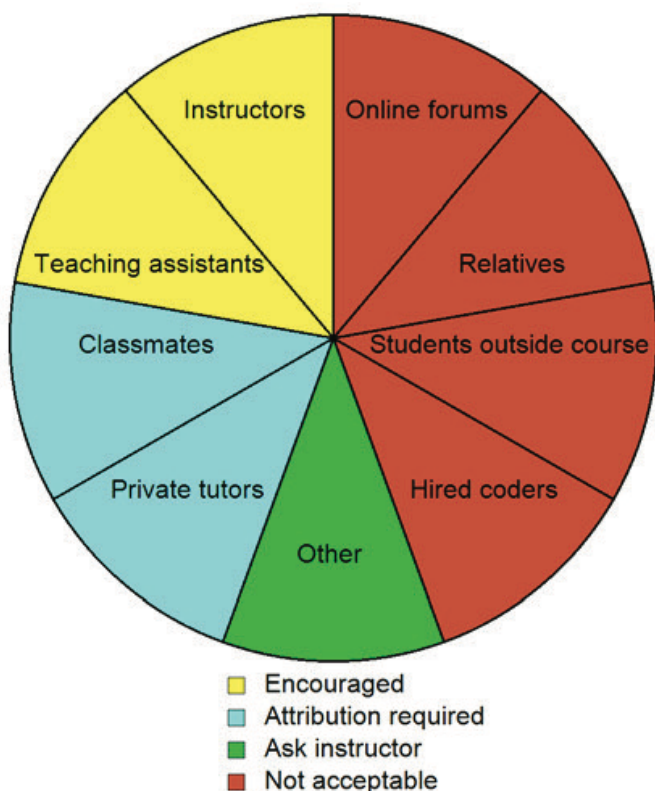 Instructors
Online forums
Teaching assistants
Relatives
Classmates
Students outside course
Private tutors
Hired coders
Other
Encouraged
Attribution required
Ask instructor
Not acceptable